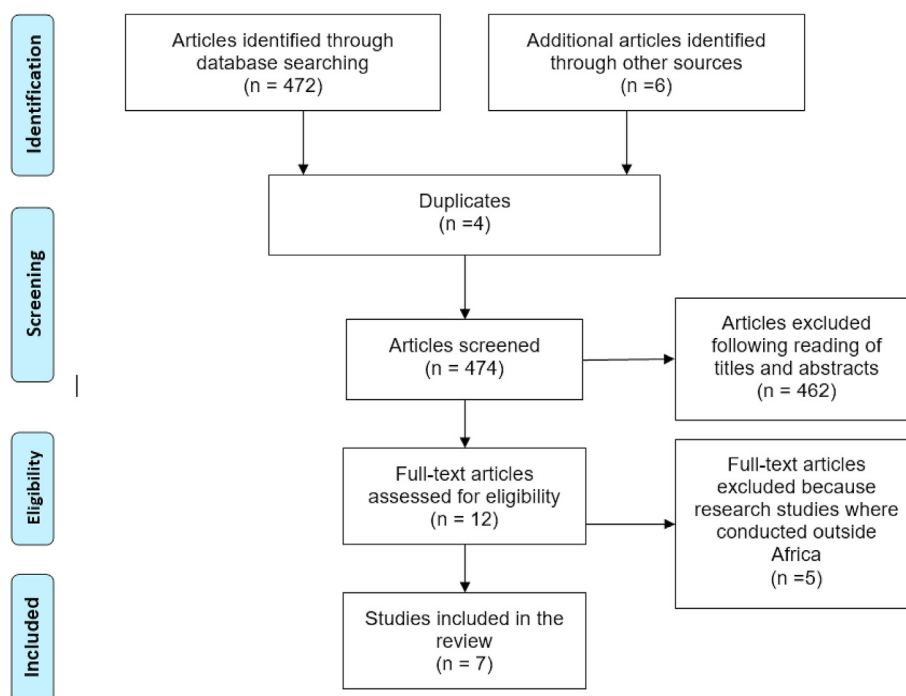 Identification
Articles identified through
database searching
(n = 472)
Additional articles identified
through other sources
(n =6)
Duplicates
(n =4)
Screening
Articles screened
(n = 474)
Articles excluded
following reading of
titles and abstracts
(n = 462)
Eligibility
Full-text articles
assessed for eligibility
(n = 12)
Full-text articles
excluded because
research studies where
conducted outside
Africa
(n =5)
Included
Studies included in the
review
(n = 7)